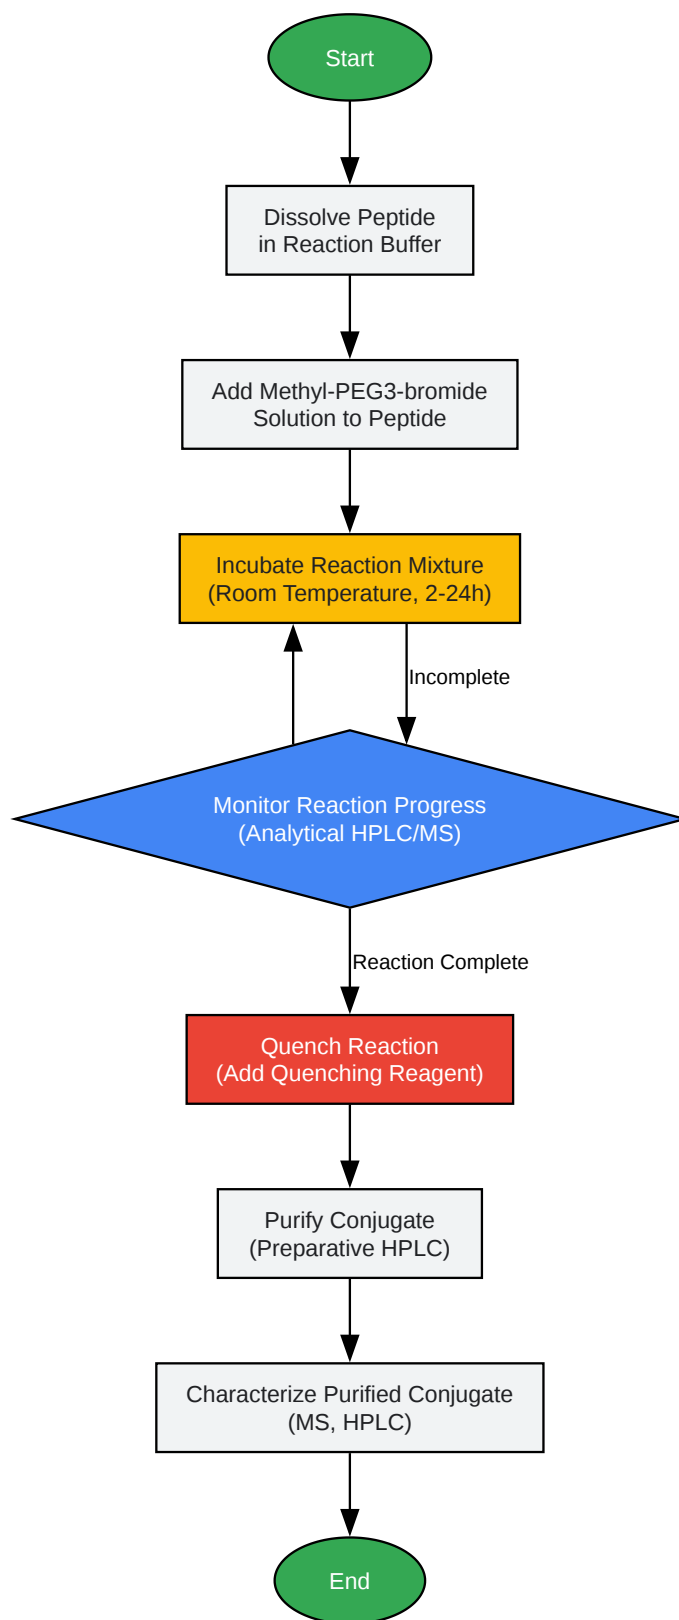 Start
Dissolve Peptide
in Reaction Buffer
Add Methyl-PEG3-bromide
Solution to Peptide
Incubate Reaction Mixture
(Room Temperature, 2-24h)
Incomplete
Monitor Reaction Progress
(Analytical HPLC/MS)
Reaction Complete
Quench Reaction
(Add Quenching Reagent)
Purify Conjugate
(Preparative HPLC)
Characterize Purified Conjugate
(MS, HPLC)
End